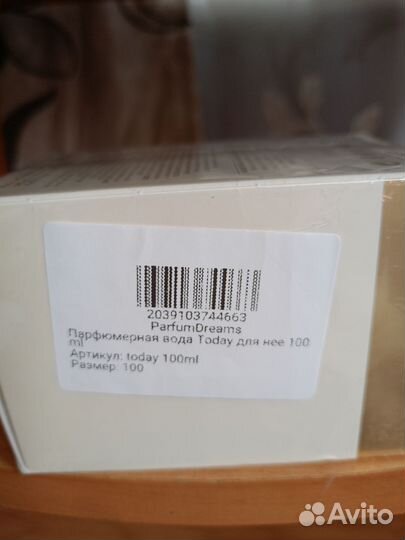 2039103744663
ParfumDreams
Парфюмерная вода Today для нее 100
ml
Артикул: today 100ml
Размер: 100
Avito